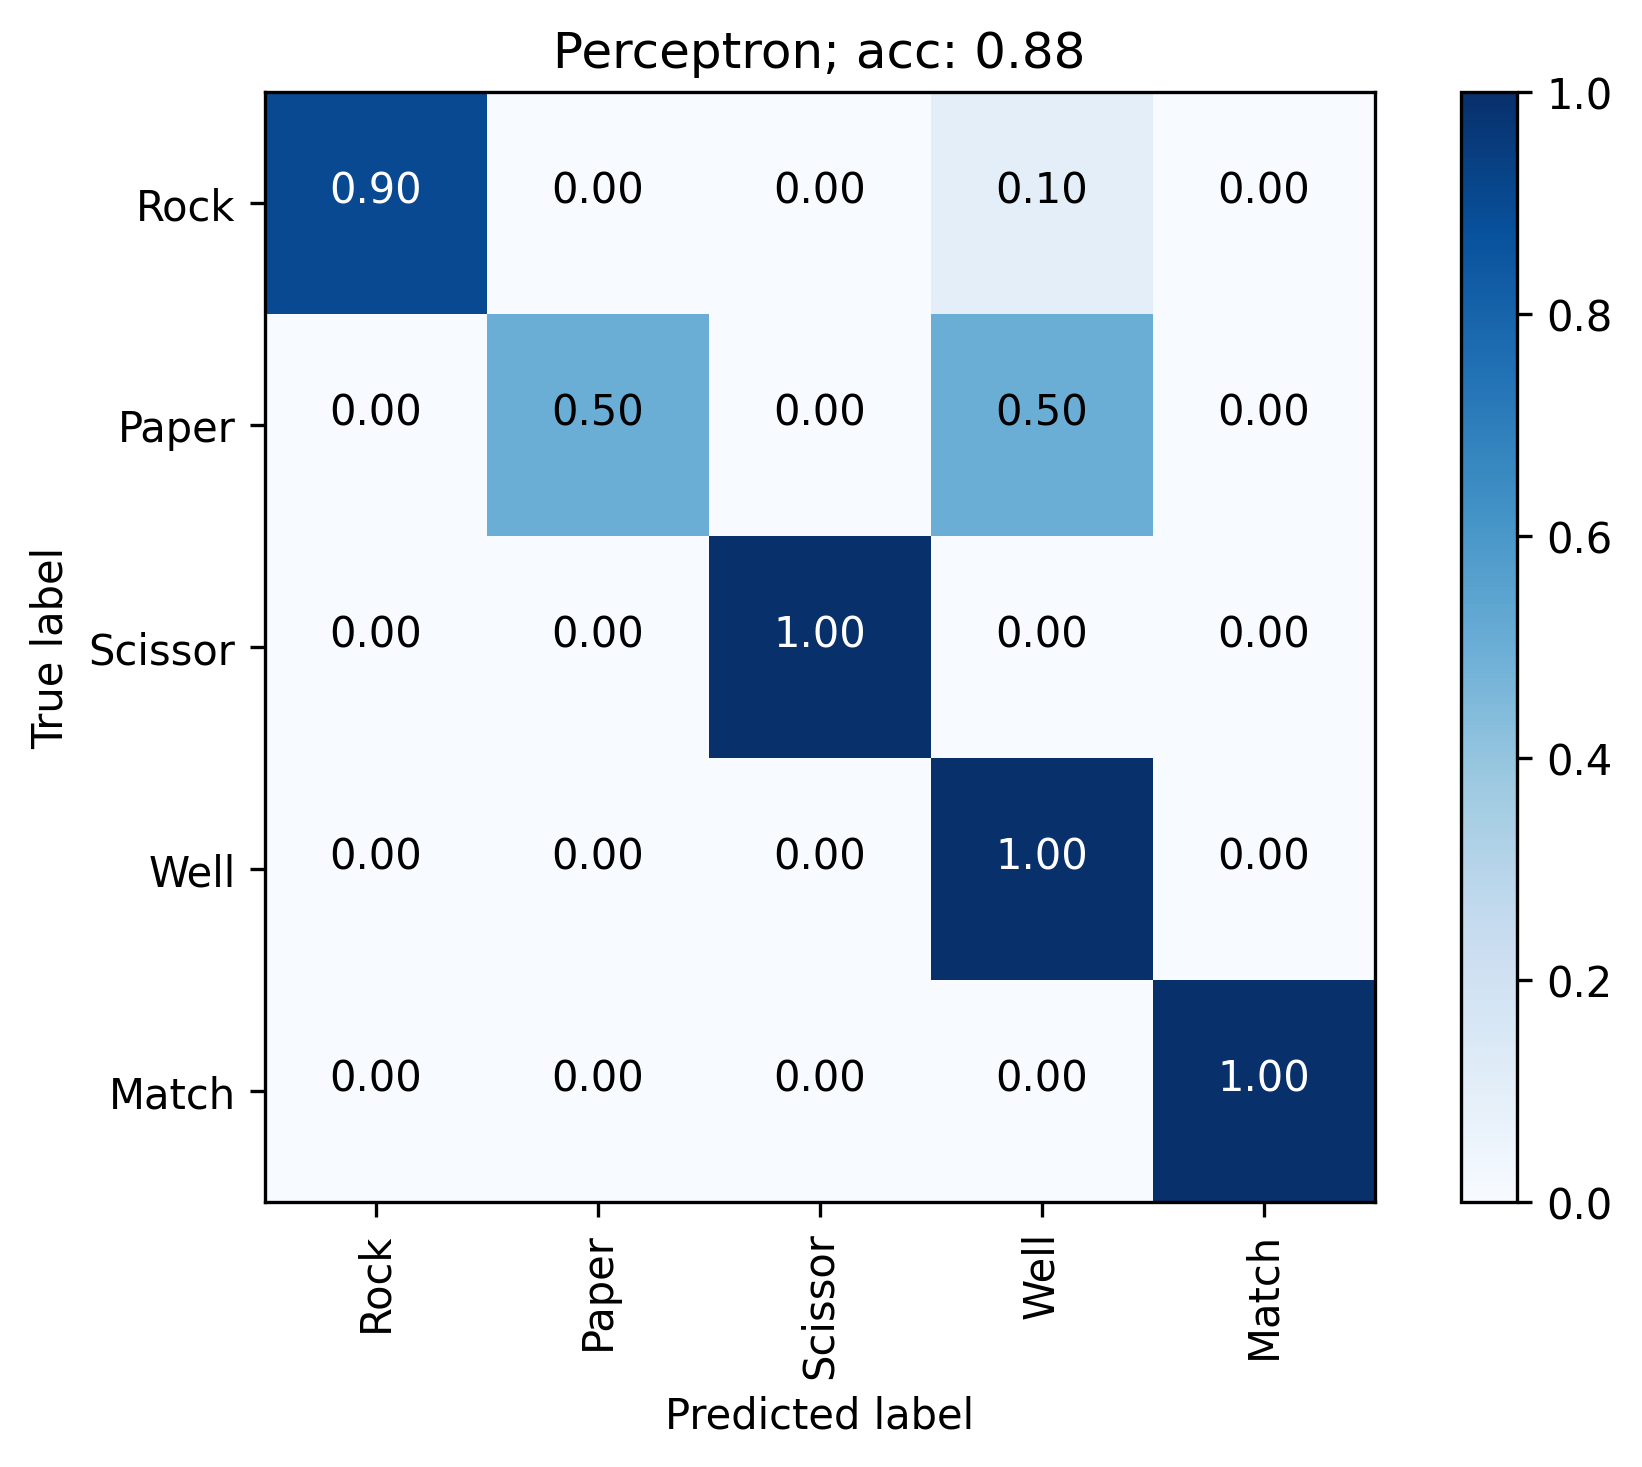 Perceptron; acc: 0.88
True label
Rock 0.90 0.00 0.00 0.10 0.00
Paper 0.00 0.50 0.00 0.50 0.00
Scissor 0.00 0.00 1.00 0.00 0.00
Well 0.00 0.00 0.00 1.00 0.00
Match 0.00 0.00 0.00 0.00 1.00
Rock Paper Scissor Well Match
Predicted label
1.0
0.8
0.6
0.4
0.2
0.0